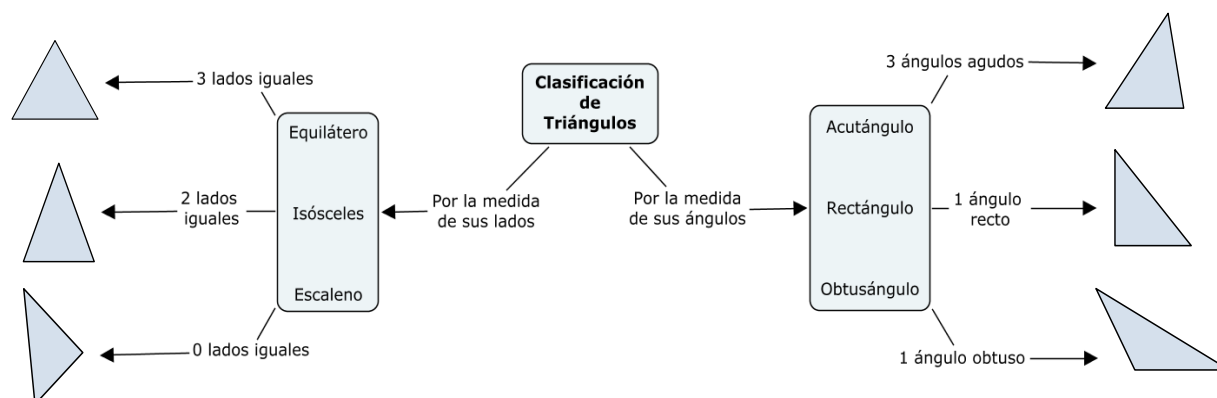 Clasificación
de
Triángulos
Por la medida
de sus lados
Equilátero
Isósceles
Escaleno
3 lados iguales
2 lados
iguales
0 lados iguales
Por la medida
de sus ángulos
Acutángulo
Rectángulo
Obtusángulo
3 ángulos agudos
1 ángulo
recto
1 ángulo obtuso